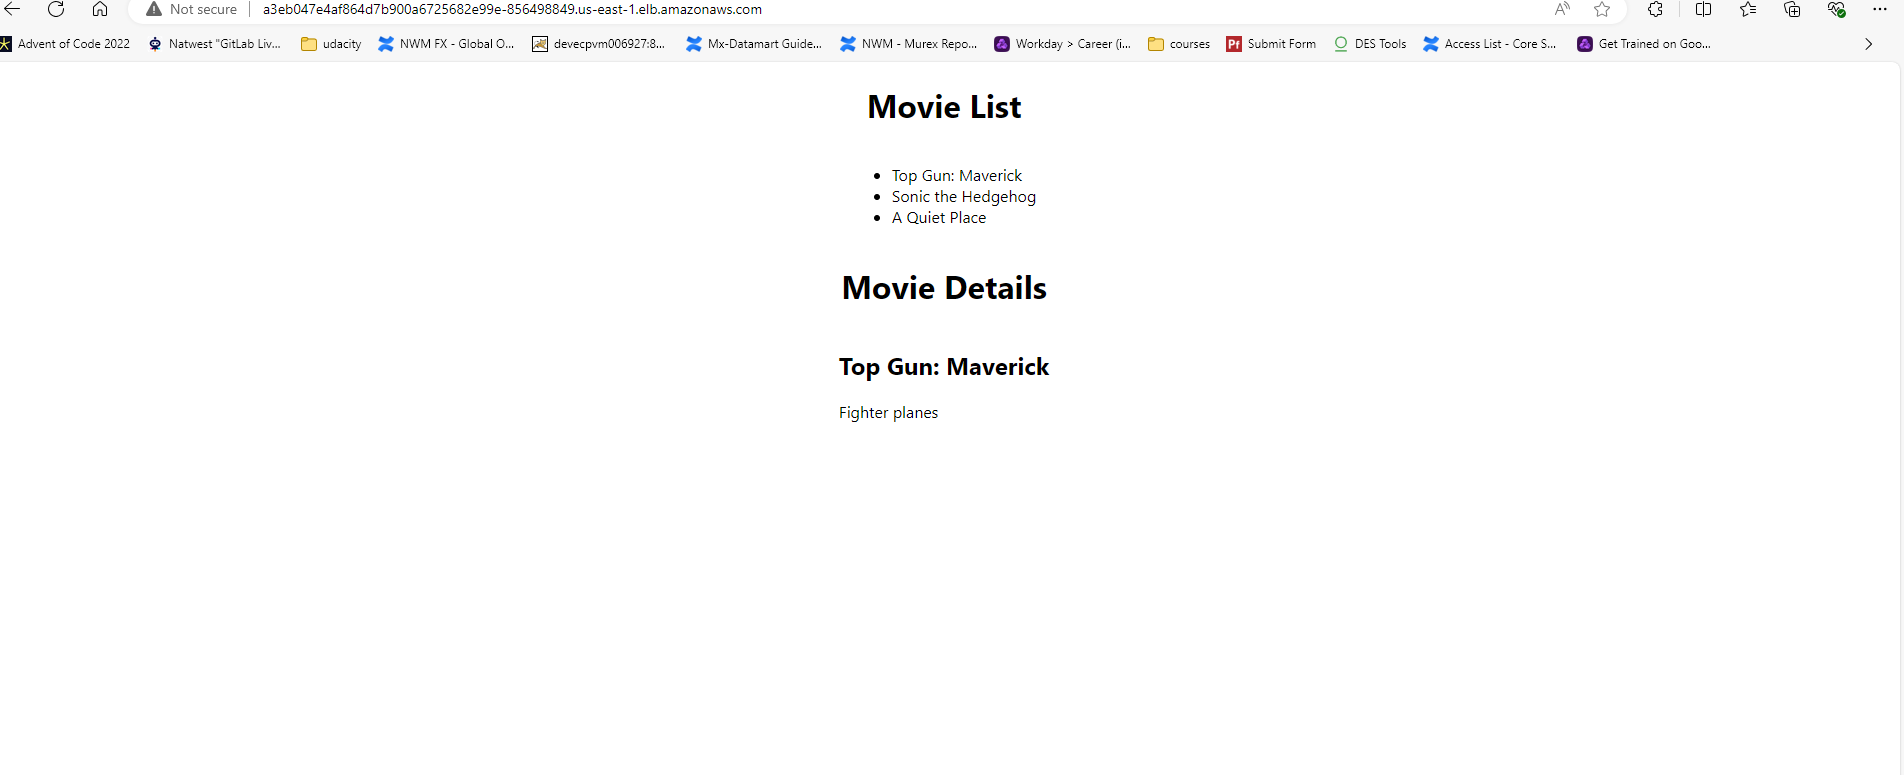 Not secure a3eb047e4af864d7b900a6725682e99e-856498849.us-east-1.elb.amazonaws.com
Advent of Code 2022 Natwest "GitLab Liv... udacity NWM FX - Global O... devecpvm006927:8... Mx-Datamart Guide... NWM - Murex Repo... Workday > Career (i... courses Pf Submit Form DES Tools Access List - Core S... Get Trained on Goo...
Movie List
• Top Gun: Maverick
• Sonic the Hedgehog
• A Quiet Place
Movie Details
Top Gun: Maverick
Fighter planes